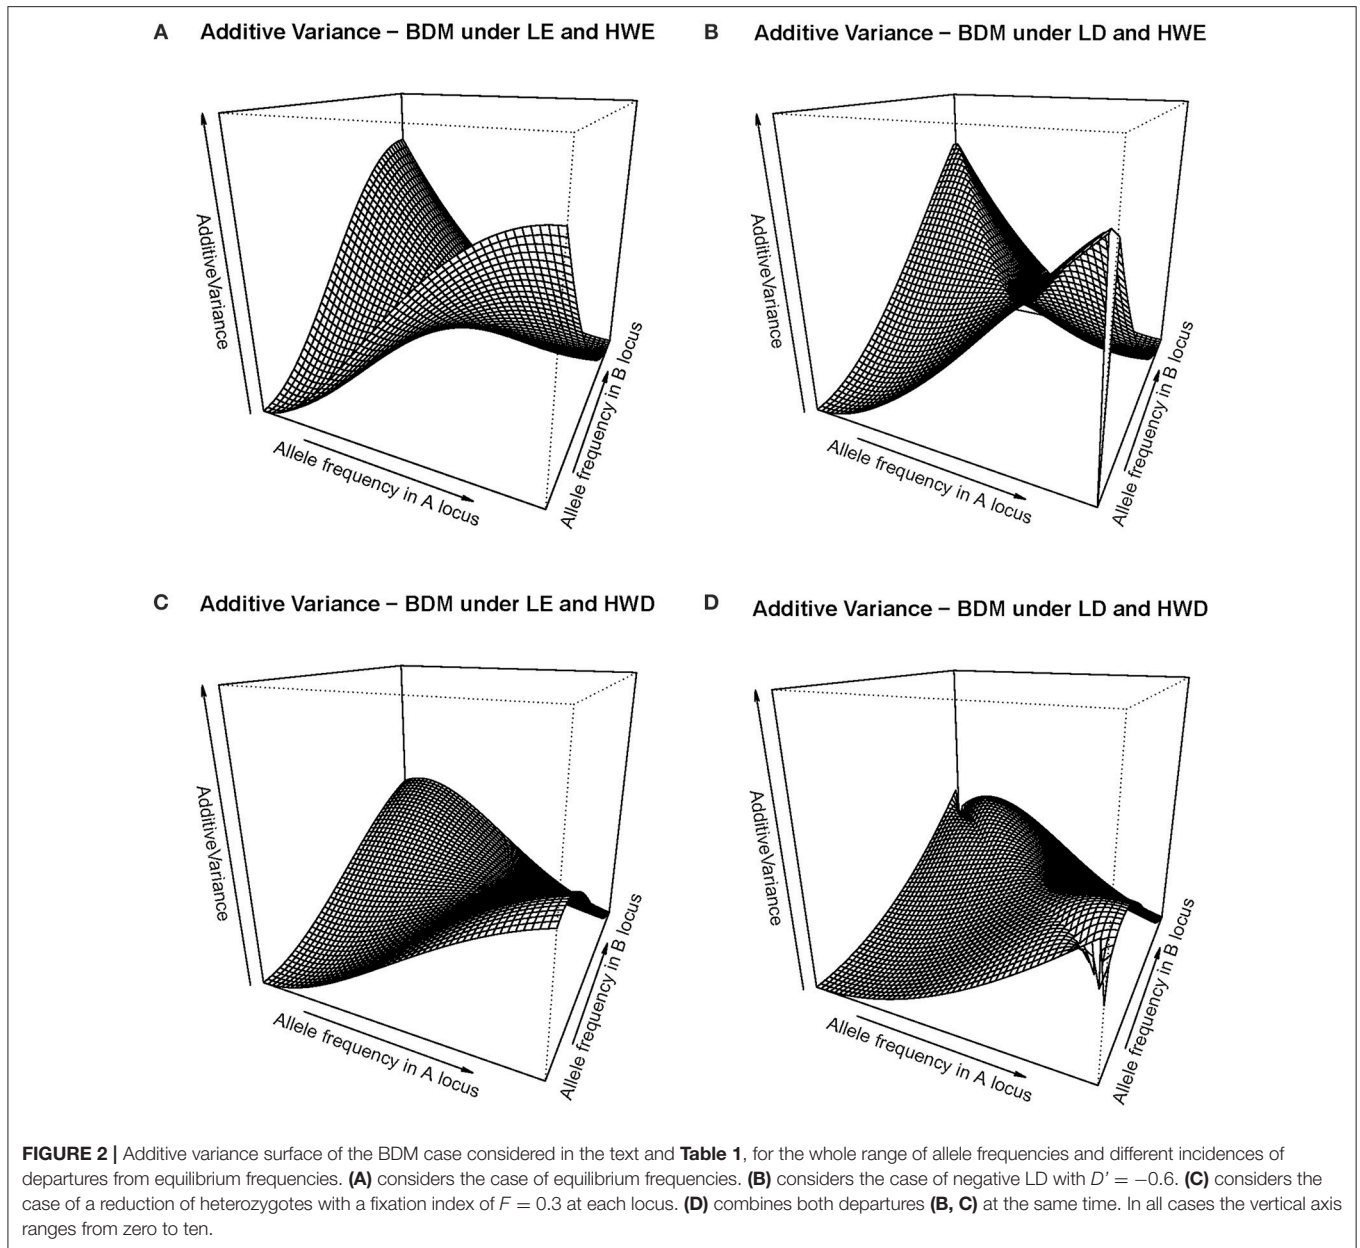 A Additive Variance – BDM under LE and HWE
AdditiveVariance
Allele frequency in A locus
Allele frequency in B locus
B Additive Variance – BDM under LD and HWE
AdditiveVariance
Allele frequency in A locus
Allele frequency in B locus
C Additive Variance – BDM under LE and HWD
AdditiveVariance
Allele frequency in A locus
Allele frequency in B locus
D Additive Variance – BDM under LD and HWD
AdditiveVariance
Allele frequency in A locus
Allele frequency in B locus
FIGURE 2 | Additive variance surface of the BDM case considered in the text and Table 1, for the whole range of allele frequencies and different incidences of
departures from equilibrium frequencies. (A) considers the case of equilibrium frequencies. (B) considers the case of negative LD with D' = −0.6. (C) considers the
case of a reduction of heterozygotes with a fixation index of F = 0.3 at each locus. (D) combines both departures (B, C) at the same time. In all cases the vertical axis
ranges from zero to ten.